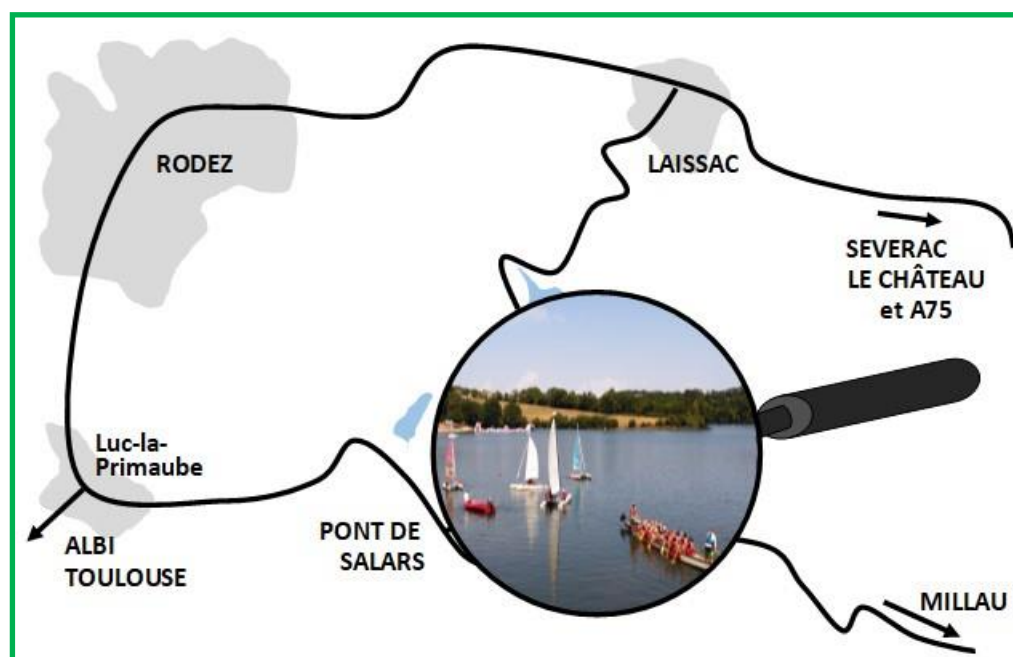 RODEZ
LAISSAC
SEVERAC
LE CHÂTEAU
et A75
Luc-la-
Primaube
ALBI
TOULOUSE
PONT DE
SALARS
MILLAU